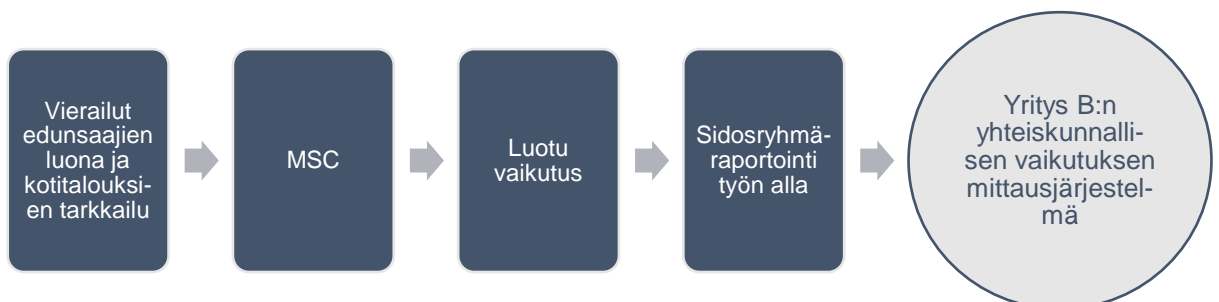 Vierailut
edunsaajien
luona ja
kotitalouksi-
en tarkkailu
MSC
Luotu
vaikutus
Sidosryhmä-
raportointi
työn alla
Yritys B:n
yhteiskunnalli-
sen vaikutuksen
mittausjärjestel-
mä